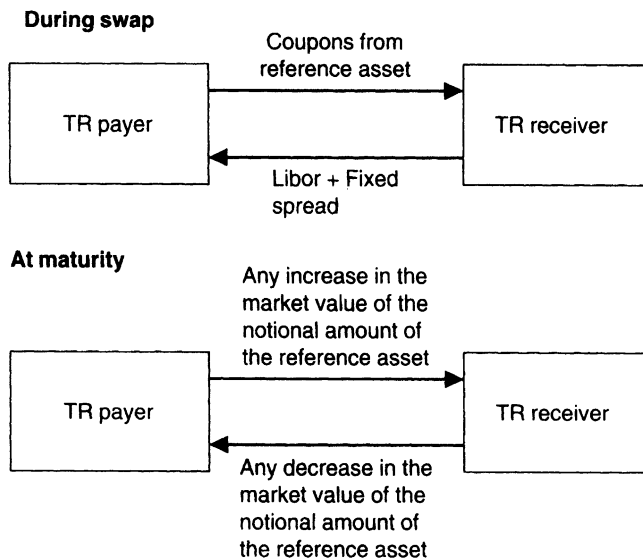 During swap
Coupons from
reference asset
TR payer
TR receiver
Libor + Fixed
spread
At maturity
Any increase in the
market value of the
notional amount of
the reference asset
TR payer
TR receiver
Any decrease in the
market value of the
notional amount of
the reference asset